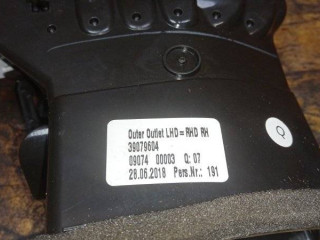 Outer Outlet LHD=RHD RH
39079604
09074 00003 Q: 07
28.06.2018 Pers.Nr.: 191
Q